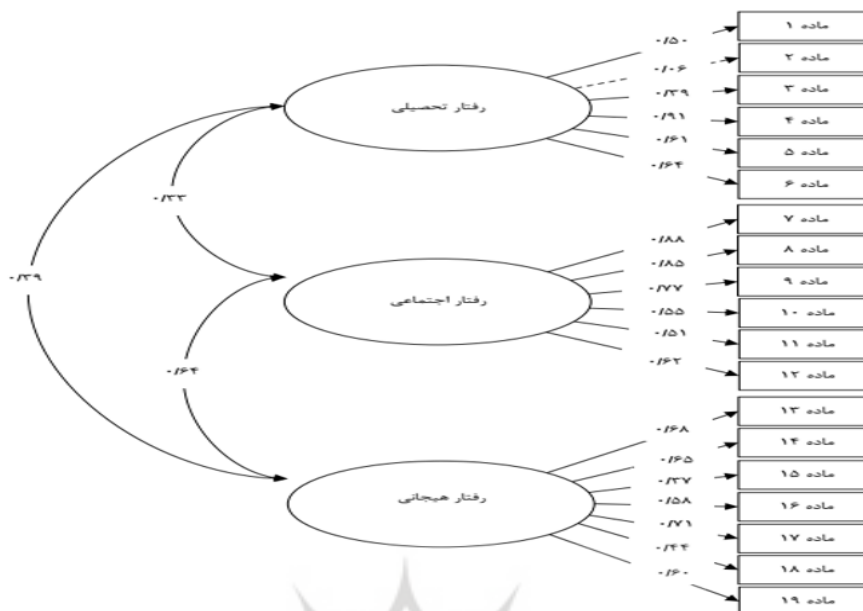 ماده ۱
۰/۵۰
ماده ۲
۰/۰۶
ماده ۳
۰/۳۹
رفتار تحصیلی
ماده ۴
۰/۹۱
ماده ۵
۰/۶۱
ماده ۶
۰/۶۴
۰/۳۳
ماده ۷
۰/۸۸
ماده ۸
۰/۸۵
ماده ۹
۰/۷۷
۰/۳۹
رفتار اجتماعی
ماده ۱۰
۰/۵۵
ماده ۱۱
۰/۵۱
ماده ۱۲
۰/۶۲
۰/۶۴
ماده ۱۳
۰/۶۸
ماده ۱۴
۰/۶۵
ماده ۱۵
۰/۳۷
رفتار هیجانی
ماده ۱۶
۰/۵۸
ماده ۱۷
۰/۷۱
ماده ۱۸
۰/۴۴
ماده ۱۹
۰/۶۰